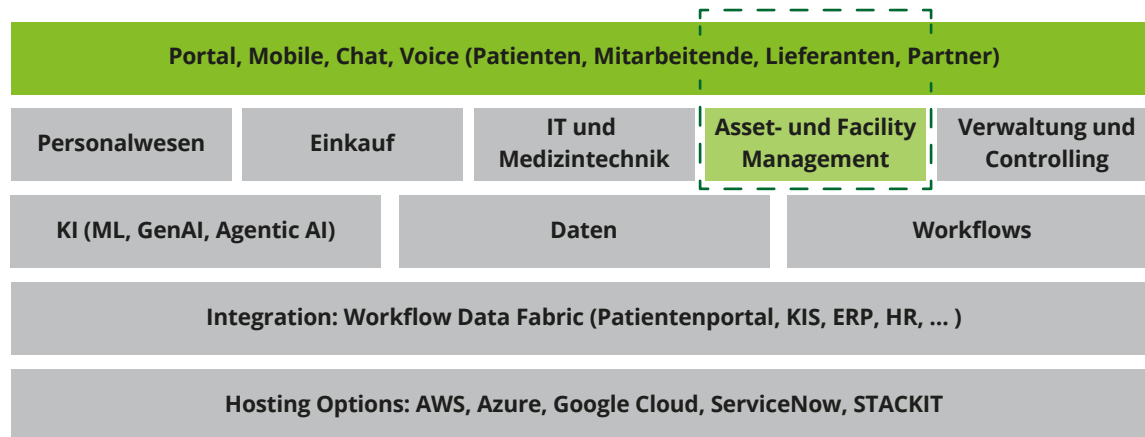 Portal, Mobile, Chat, Voice (Patienten, Mitarbeitende, Lieferanten, Partner)
Personalwesen
Einkauf
IT und
Medizintechnik
Asset- und Facility
Management
Verwaltung und
Controlling
KI (ML, GenAI, Agentic AI)
Daten
Workflows
Integration: Workflow Data Fabric (Patientenportal, KIS, ERP, HR, ... )
Hosting Options: AWS, Azure, Google Cloud, ServiceNow, STACKIT